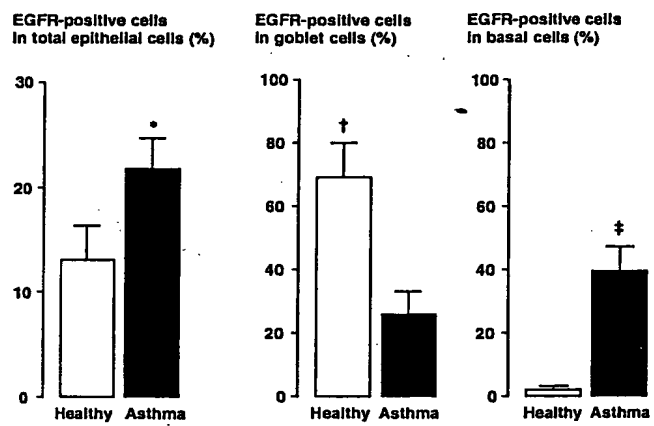 EGFR-positive cells
in total epithelial cells (%)
30
20
10
0
*
Healthy Asthma
EGFR-positive cells
in goblet cells (%)
100
80
60
40
20
0
†
Healthy Asthma
EGFR-positive cells
in basal cells (%)
100
80
60
40
20
0
‡
Healthy Asthma